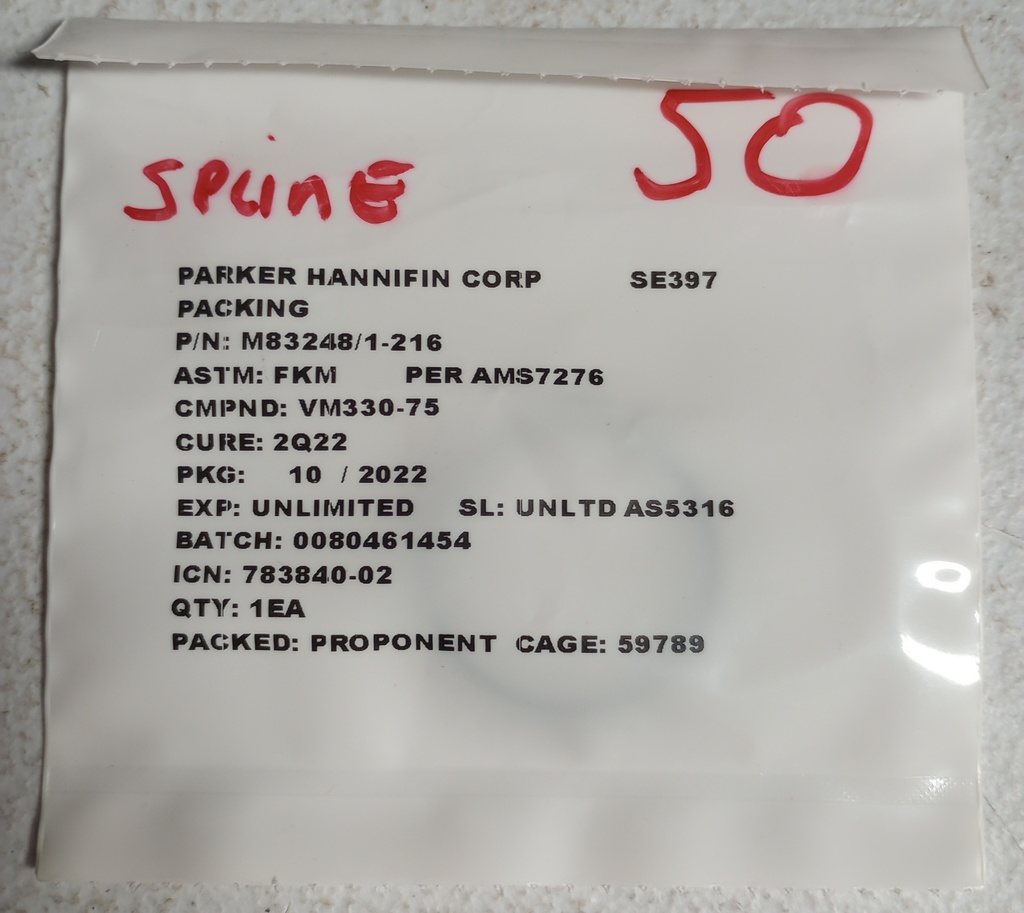 50
SPLINE
PARKER HANNIFIN CORP SE397
PACKING
P/N: M83248/1-216
ASTM: FKM PER AMS7276
CMPND: VM330-75
CURE: 2Q22
PKG: 10 / 2022
EXP: UNLIMITED SL: UNLTD AS5316
BATCH: 0080461454
ICN: 783840-02
QTY: 1EA
PACKED: PROPONENT CAGE: 59789